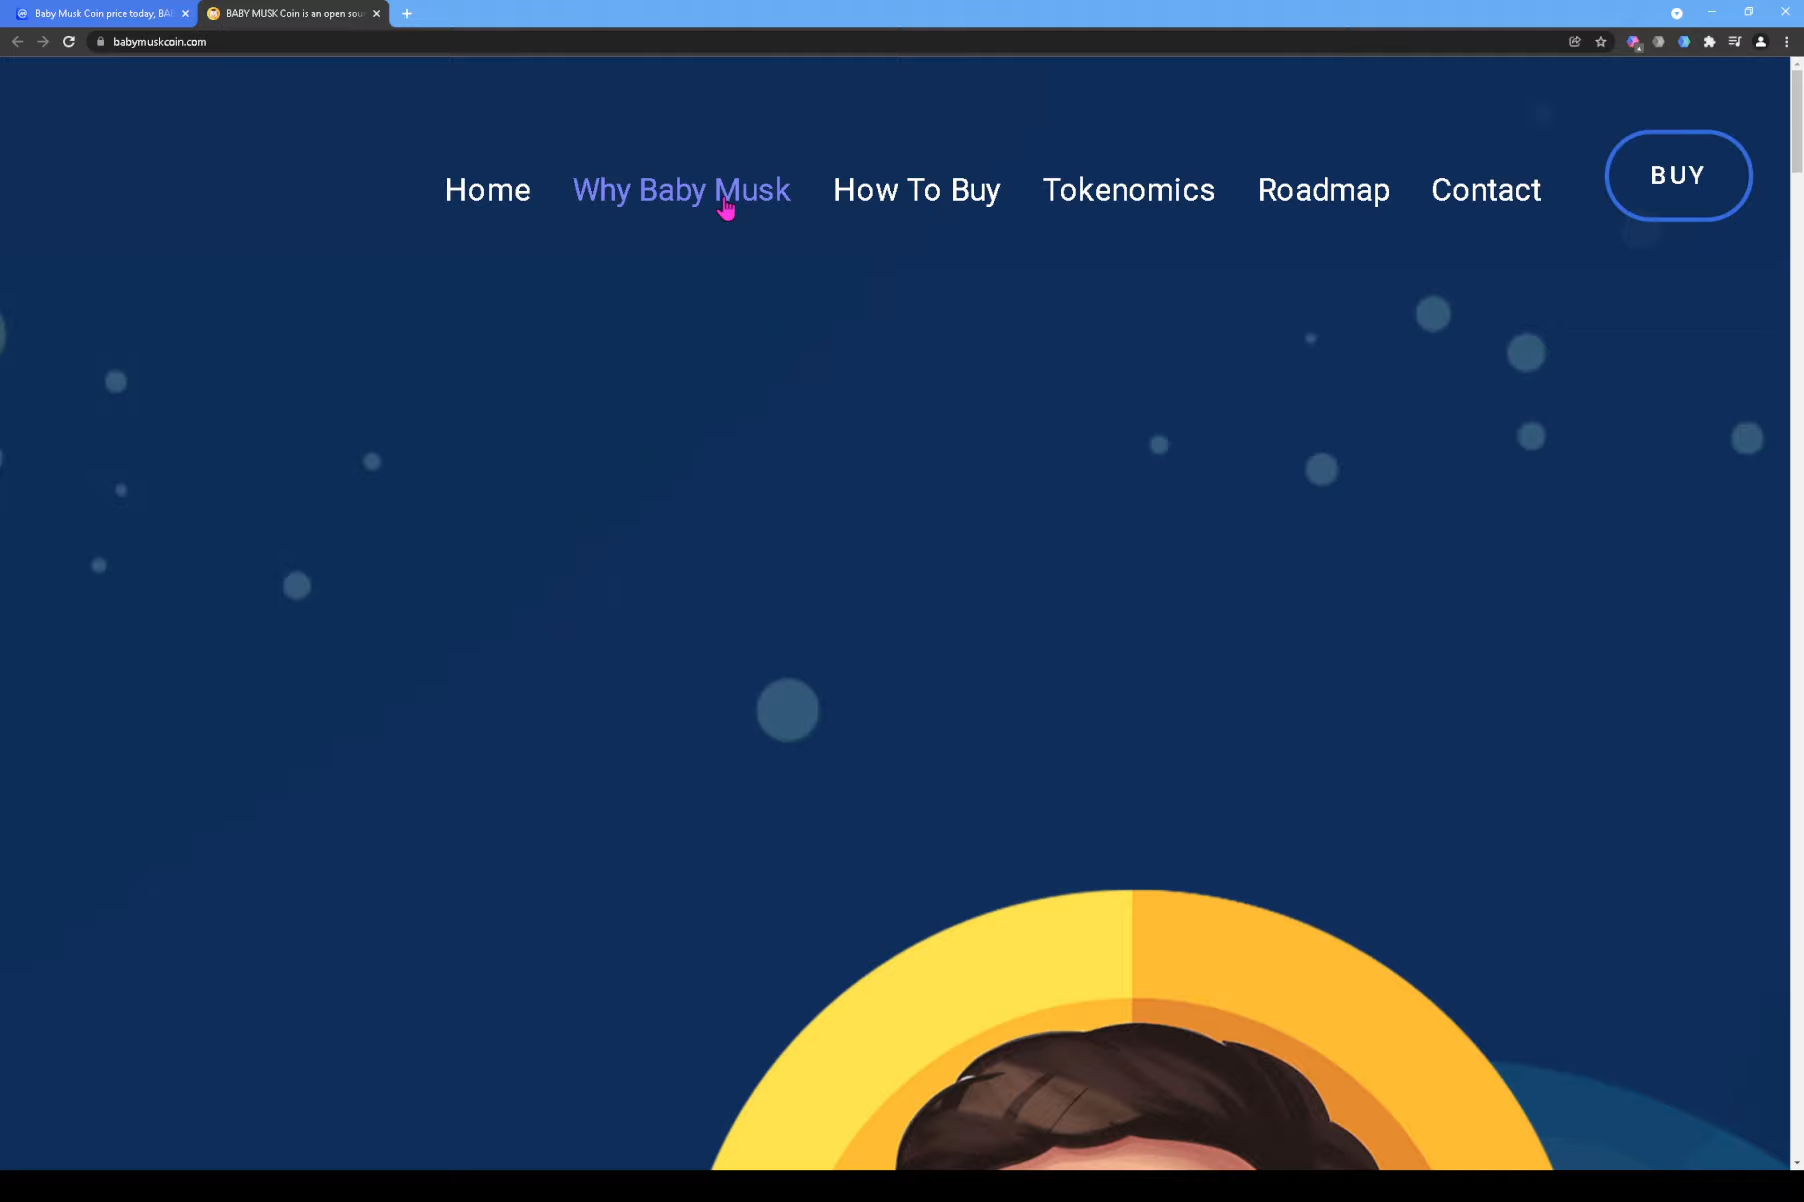 Baby Musk Coin price today, BA
BABY MUSK Coin is an open sou
babymuskcoin.com
Home Why Baby Musk How To Buy Tokenomics Roadmap Contact BUY